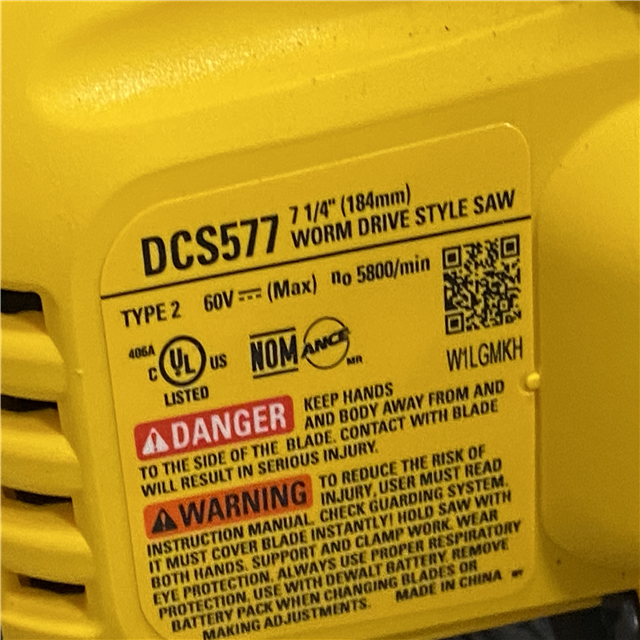 DCS577 7 1/4" (184mm)
WORM DRIVE STYLE SAW
TYPE 2 60V⎓ (Max) no 5800/min
406A
C UL US
LISTED
NOM ANCE MR
W1LGMKH
DANGER KEEP HANDS
AND BODY AWAY FROM AND
TO THE SIDE OF THE BLADE. CONTACT WITH BLADE
WILL RESULT IN SERIOUS INJURY.
WARNING TO REDUCE THE RISK OF
INJURY, USER MUST READ
INSTRUCTION MANUAL. CHECK GUARDING SYSTEM.
IT MUST COVER BLADE INSTANTLY! HOLD SAW WITH
BOTH HANDS. SUPPORT AND CLAMP WORK. WEAR
EYE PROTECTION. ALWAYS USE PROPER RESPIRATORY
PROTECTION. USE WITH DEWALT BATTERY. REMOVE
BATTERY PACK WHEN CHANGING BLADES OR
MAKING ADJUSTMENTS. MADE IN CHINA